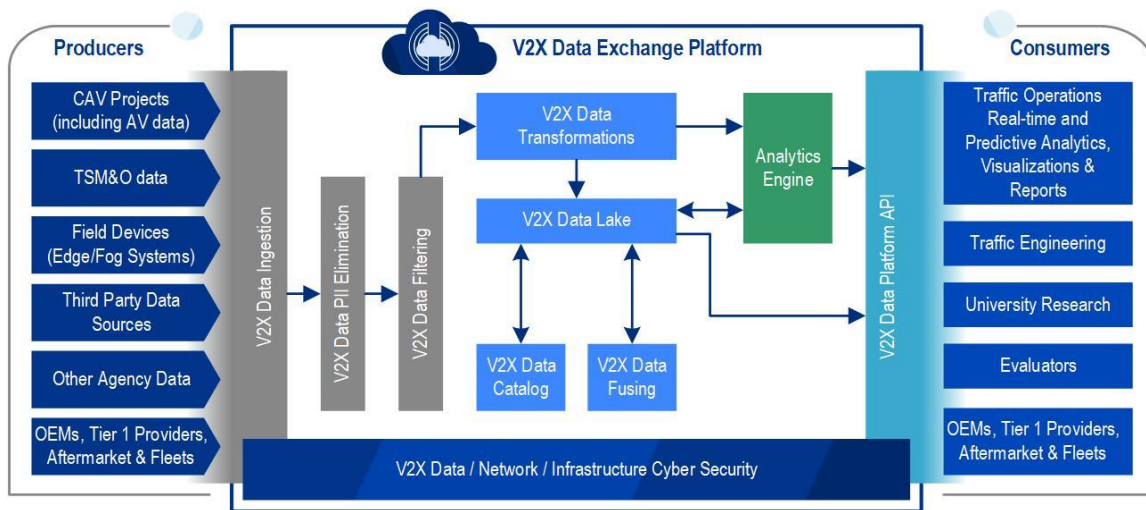 Producers
V2X Data Exchange Platform
Consumers
CAV Projects
(including AV data)
TSM&O data
Field Devices
(Edge/Fog Systems)
Third Party Data
Sources
Other Agency Data
OEMs, Tier 1 Providers,
Aftermarket & Fleets
V2X Data Ingestion
V2X Data PII Elimination
V2X Data Filtering
V2X Data
Transformations
V2X Data Lake
V2X Data
Catalog
V2X Data
Fusing
Analytics
Engine
V2X Data Platform API
V2X Data / Network / Infrastructure Cyber Security
Traffic Operations
Real-time and
Predictive Analytics,
Visualizations &
Reports
Traffic Engineering
University Research
Evaluators
OEMs, Tier 1 Providers,
Aftermarket & Fleets